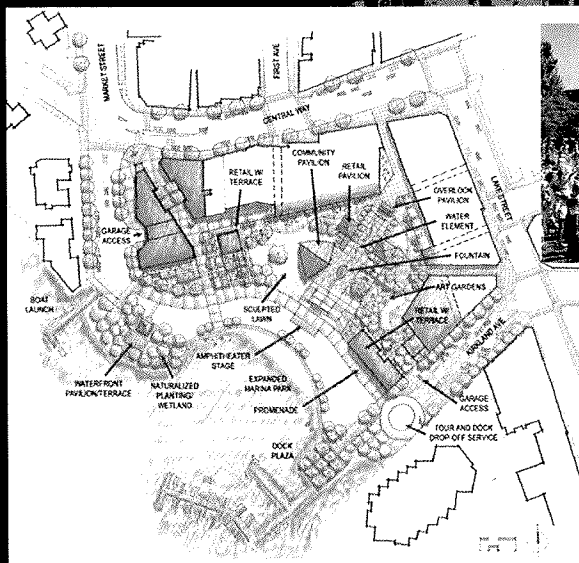 MARKET STREET
FIRST AVE
CENTRAL WAY
COMMUNITY
PAVILION
RETAIL W/
TERRACE
RETAIL
PAVILION
OVERLOOK
PAVILION
LAKE STREET
WATER
ELEMENT
GARAGE
ACCESS
FOUNTAIN
BOAT
LAUNCH
ART GARDENS
SCULPTED
LAWN
RETAIL W/
TERRACE
KIRKLAND AVE
AMPHITHEATER
STAGE
WATERFRONT
PAVILION/TERRACE
NATURALIZED
PLANTING/
WETLAND
EXPANDED
MARINA PARK
PROMENADE
GARAGE
ACCESS
DOCK
PLAZA
TOUR AND DOCK
DROP OFF SERVICE